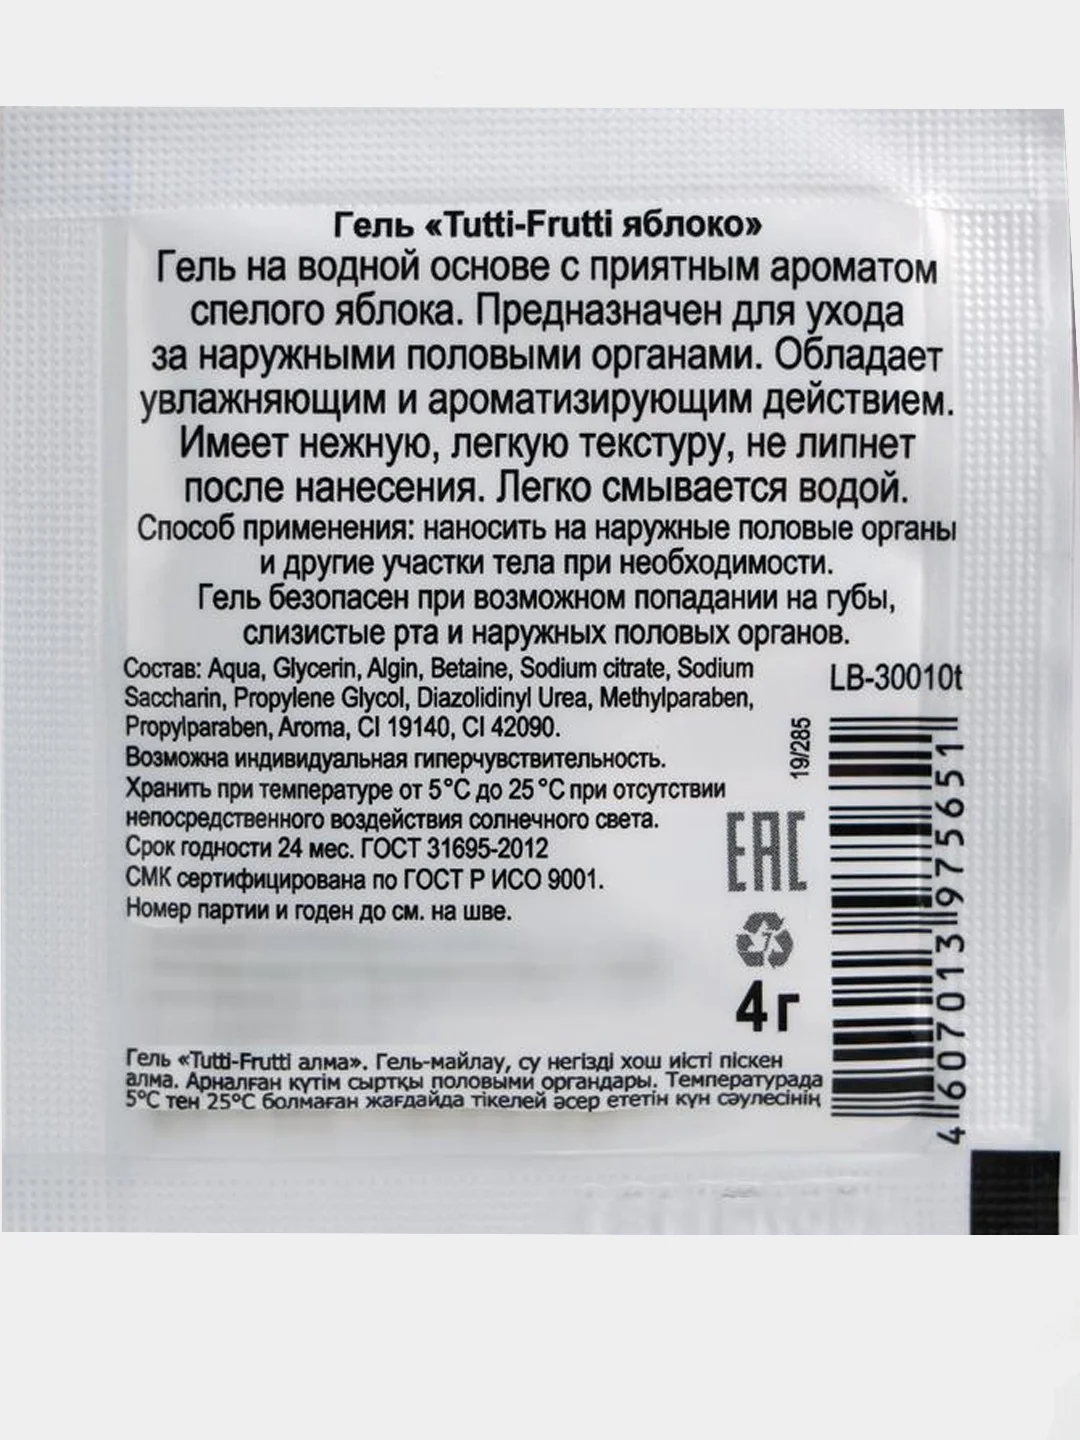 Гель «Tutti-Frutti яблоко»
Гель на водной основе с приятным ароматом
спелого яблока. Предназначен для ухода
за наружными половыми органами. Обладает
увлажняющим и ароматизирующим действием.
Имеет нежную, легкую текстуру, не липнет
после нанесения. Легко смывается водой.
Способ применения: наносить на наружные половые органы
и другие участки тела при необходимости.
Гель безопасен при возможном попадании на губы,
слизистые рта и наружных половых органов.
Состав: Aqua, Glycerin, Algin, Betaine, Sodium citrate, Sodium
Saccharin, Propylene Glycol, Diazolidinyl Urea, Methylparaben,
Propylparaben, Aroma, CI 19140, CI 42090.
Возможна индивидуальная гиперчувствительность.
Хранить при температуре от 5°C до 25°C при отсутствии
непосредственного воздействия солнечного света.
Срок годности 24 мес. ГОСТ 31695-2012
СМК сертифицирована по ГОСТ Р ИСО 9001.
Номер партии и годен до см. на шве.
LB-30010t
19/285
EAC
7
4 г
4 607013 975651
Гель «Tutti-Frutti алма». Гель-майлау, су негізді хош иісті піскен
алма. Арналған күтім сыртқы половыми органдары. Температурада
5°С тен 25°С болмаған жағдайда тікелей әсер ететін күн сәулесінің